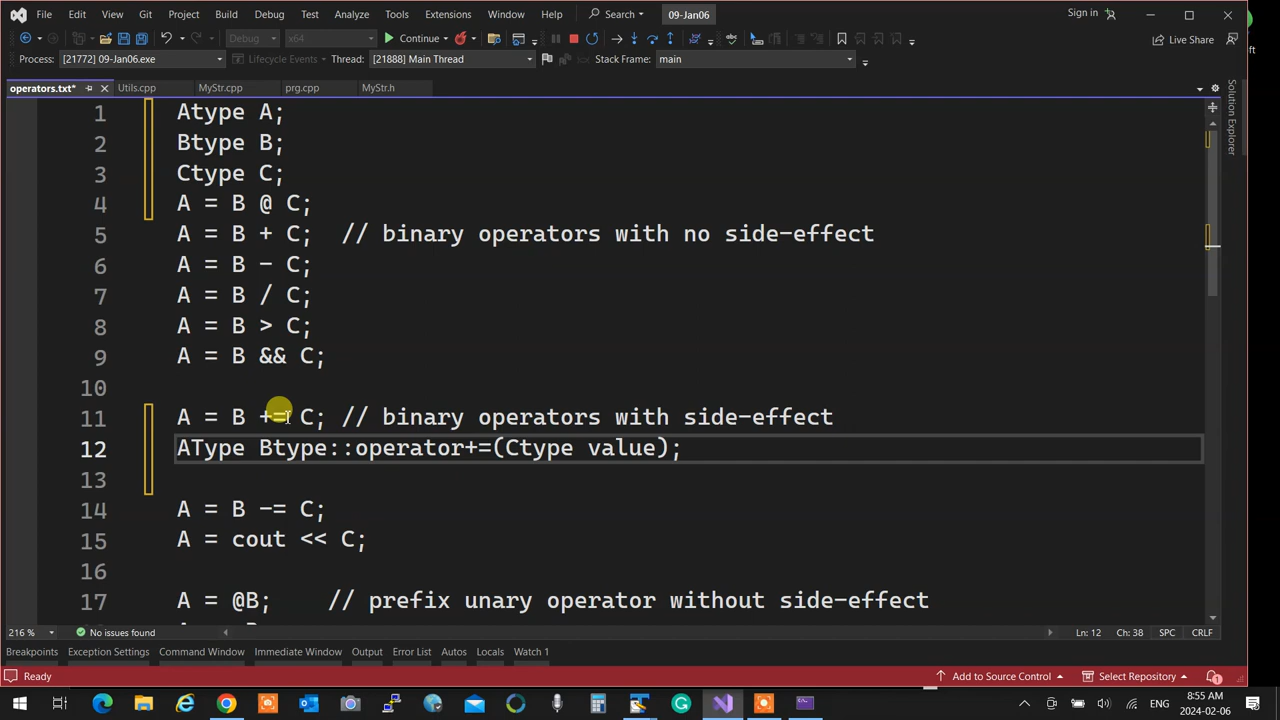 File Edit View Git Project Build Debug Test Analyze Tools Extensions Window Help Search 09-Jan06 Sign in
Debug x64 Continue Live Share
Process: [21772] 09-Jan06.exe Lifecycle Events Thread: [21888] Main Thread Stack Frame: main
operators.txt* Utils.cpp MyStr.cpp prg.cpp MyStr.h
Solution Explorer
1 Atype A;
2 Btype B;
3 Ctype C;
4 A = B @ C;
5 A = B + C; // binary operators with no side-effect
6 A = B - C;
7 A = B / C;
8 A = B > C;
9 A = B && C;
10
11 A = B += C; // binary operators with side-effect
12 AType Btype::operator+=(Ctype value);
13
14 A = B -= C;
15 A = cout << C;
16
17 A = @B; // prefix unary operator without side-effect
216 % No issues found Ln: 12 Ch: 38 SPC CRLF
Breakpoints Exception Settings Command Window Immediate Window Output Error List Autos Locals Watch 1
Ready Add to Source Control Select Repository 1
ENG 8:55 AM
2024-02-06